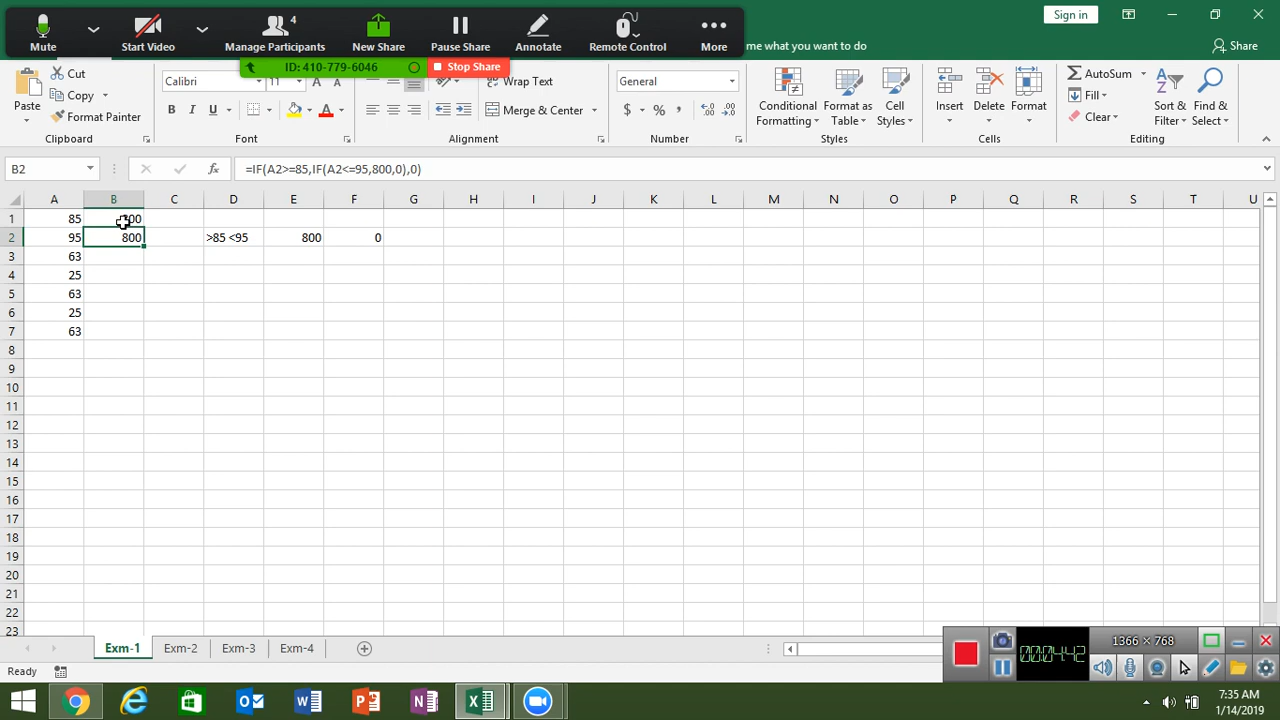 Mute
Start Video
4
Manage Participants
New Share
Pause Share
Annotate
Remote Control
More
me what you want to do
Sign in
Share
ID: 410-779-6046
Stop Share
Paste
Cut
Copy
Format Painter
Clipboard
Calibri
11
B I U
Font
Wrap Text
Merge & Center
Alignment
General
$ % ,
Number
Conditional Formatting
Format as Table
Cell Styles
Styles
Insert
Delete
Format
Cells
AutoSum
Fill
Clear
Sort & Filter
Find & Select
Editing
B2
fx
=IF(A2>=85,IF(A2<=95,800,0),0)
A B C D E F G H I J K L M N O P Q R S T U
1 85
2 95 800 >85 <95 800 0
3 63
4 25
5 63
6 25
7 63
8
9
10
11
12
13
14
15
16
17
18
19
20
21
22
23
Exm-1 Exm-2 Exm-3 Exm-4
Ready
1366 × 768
00:04:42
7:35 AM
1/14/2019